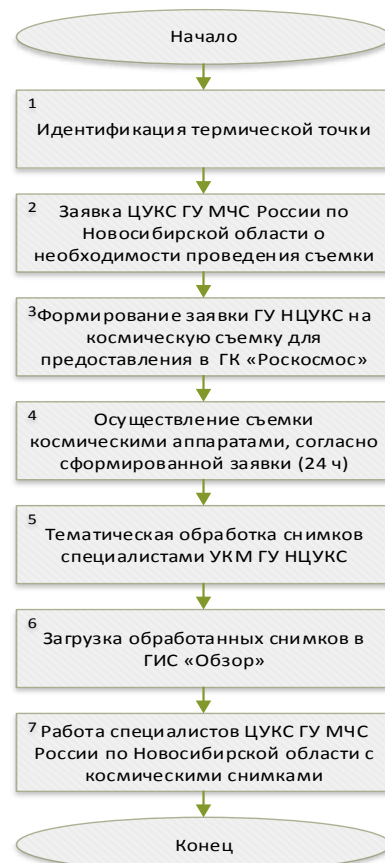 Начало
1
Идентификация термической точки
2
Заявка ЦУКС ГУ МЧС России по
Новосибирской области о
необходимости проведения съемки
3 Формирование заявки ГУ НЦУКС на
космическую съемку для
предоставления в ГК «Роскосмос»
4
Осуществление съемки
космическими аппаратами, согласно
сформированной заявки (24 ч)
5
Тематическая обработка снимков
специалистами УКМ ГУ НЦУКС
6
Загрузка обработанных снимков в
ГИС «Обзор»
7 Работа специалистов ЦУКС ГУ МЧС
России по Новосибирской области с
космическими снимками
Конец